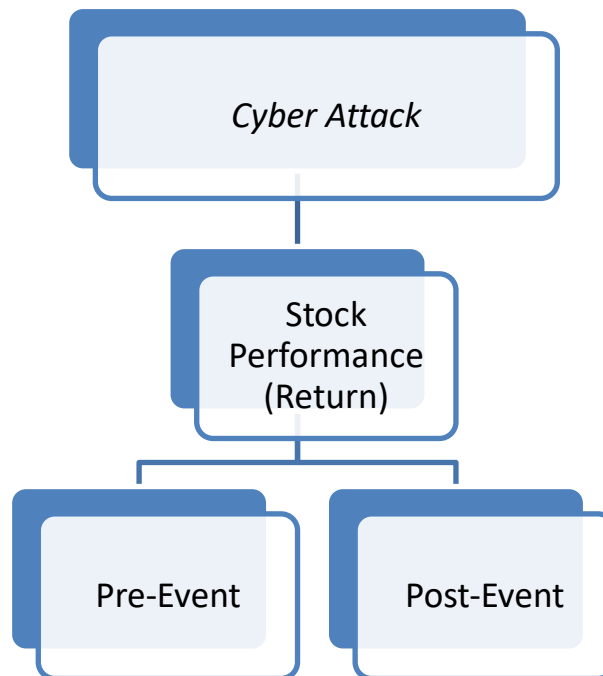 Cyber Attack
Stock
Performance
(Return)
Pre-Event
Post-Event